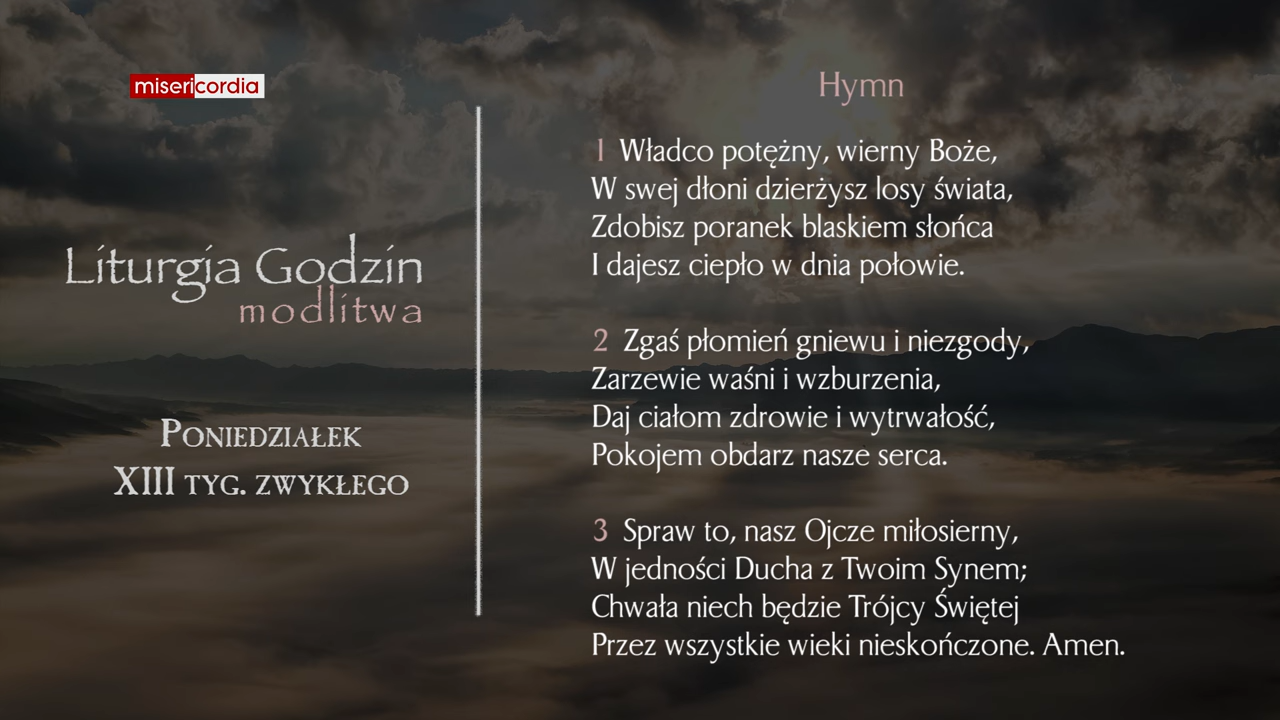 misericordia
Liturgia Godzin
modlitwa
Poniedziałek
XIII tyg. zwykłego
Hymn
1 Władco potężny, wierny Boże,
W swej dłoni dzierżysz losy świata,
Zdobisz poranek blaskiem słońca
I dajesz ciepło w dnia połowie.
2 Zgaś płomień gniewu i niezgody,
Zarzewie waśni i wzburzenia,
Daj ciałom zdrowie i wytrwałość,
Pokojem obdarz nasze serca.
3 Spraw to, nasz Ojcze miłosierny,
W jedności Ducha z Twoim Synem;
Chwała niech będzie Trójcy Świętej
Przez wszystkie wieki nieskończone. Amen.